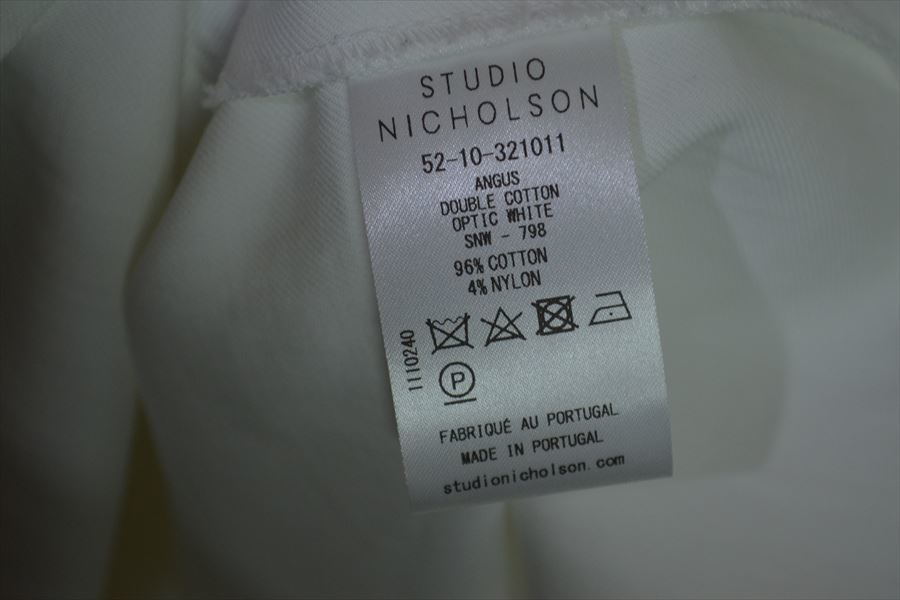 STUDIO
NICHOLSON
52-10-321011
ANGUS
DOUBLE COTTON
OPTIC WHITE
SNW - 798
96% COTTON
4% NYLON
1110240
P
FABRIQUÉ AU PORTUGAL
MADE IN PORTUGAL
studionicholson.com